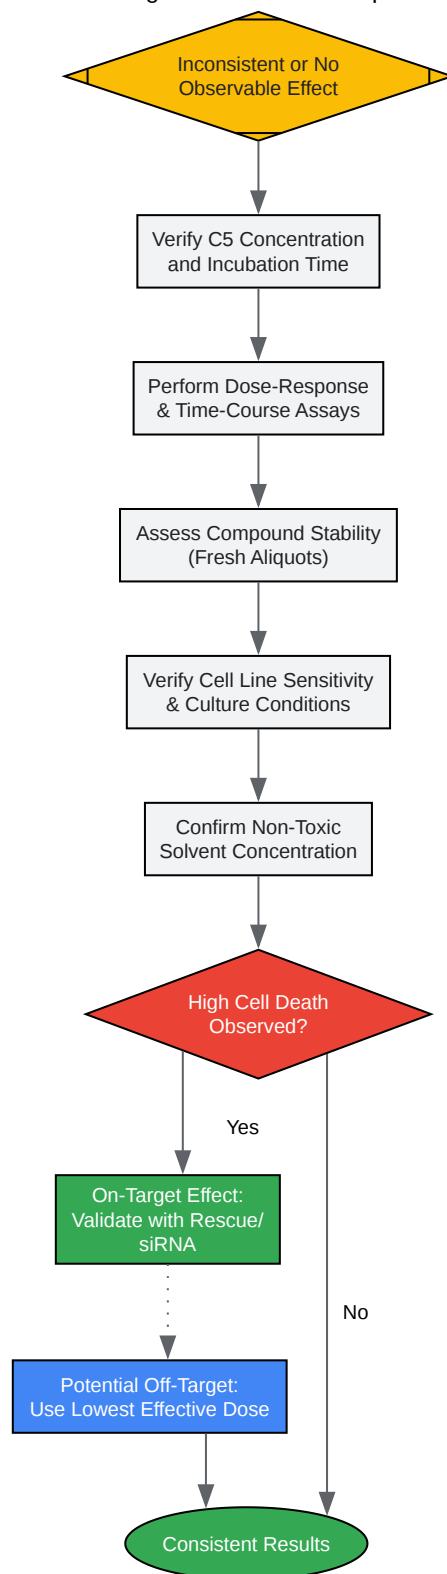 Inconsistent or No
Observable Effect
Verify C5 Concentration
and Incubation Time
Perform Dose-Response
& Time-Course Assays
Assess Compound Stability
(Fresh Aliquots)
Verify Cell Line Sensitivity
& Culture Conditions
Confirm Non-Toxic
Solvent Concentration
High Cell Death
Observed?
Yes
On-Target Effect:
Validate with Rescue/
siRNA
No
Potential Off-Target:
Use Lowest Effective Dose
Consistent Results